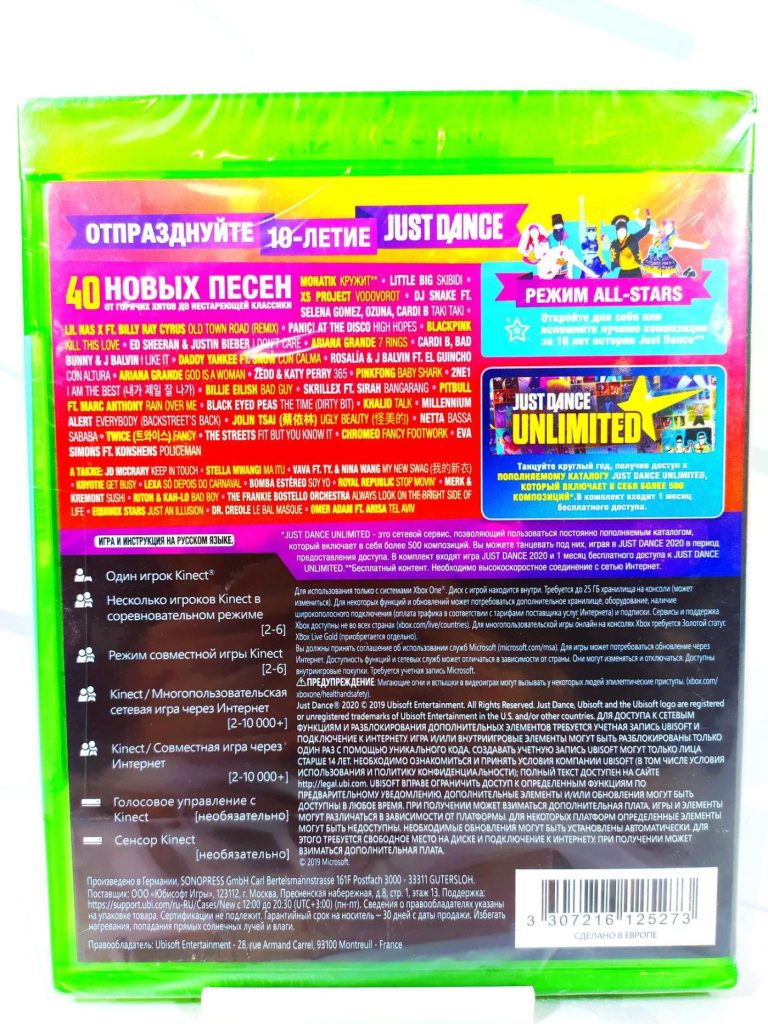 ОТПРАЗДНУЙТЕ 10-ЛЕТИЕ JUST DANCE
40 НОВЫХ ПЕСЕН
ОТ ГОРЯЧИХ ХИТОВ ДО НЕСТАРЕЮЩЕЙ КЛАССИКИ
MONATIK КРУЖИТ** • LITTLE BIG SKIBIDI •
XS PROJECT VODOVOROT • DJ SNAKE FT.
SELENA GOMEZ, OZUNA, CARDI B TAKI TAKI •
LIL NAS X FT. BILLY RAY CYRUS OLD TOWN ROAD (REMIX) • PANIC! AT THE DISCO HIGH HOPES • BLACKPINK
KILL THIS LOVE • ED SHEERAN & JUSTIN BIEBER I DON'T CARE • ARIANA GRANDE 7 RINGS • CARDI B, BAD
BUNNY & J BALVIN I LIKE IT • DADDY YANKEE FT. SNOW CON CALMA • ROSALÍA & J BALVIN FT. EL GUINCHO
CON ALTURA • ARIANA GRANDE GOD IS A WOMAN • ZEDD & KATY PERRY 365 • PINKFONG BABY SHARK • 2NE1
I AM THE BEST (내가 제일 잘 나가) • BILLIE EILISH BAD GUY • SKRILLEX FT. SIRAH BANGARANG • PITBULL
FT. MARC ANTHONY RAIN OVER ME • BLACK EYED PEAS THE TIME (DIRTY BIT) • KHALID TALK • MILLENNIUM
ALERT EVERYBODY (BACKSTREET'S BACK) • JOLIN TSAI (蔡依林) UGLY BEAUTY (怪美的) • NETTA BASSA
SABABA • TWICE (트와이스) FANCY • THE STREETS FIT BUT YOU KNOW IT • CHROMEO FANCY FOOTWORK • EVA
SIMONS FT. KONSHENS POLICEMAN
А ТАКЖЕ: JD MCCRARY KEEP IN TOUCH • STELLA MWANGI MA ITU • VAVA FT. TY. & NINA WANG MY NEW SWAG (我的新衣)
• KOYOTIE GET BUSY • LEXA SÓ DEPOIS DO CARNAVAL • BOMBA ESTÉREO SOY YO • ROYAL REPUBLIC STOP MOVIN' • MERK &
KREMONT SUSHI • RITON & KAH-LO BAD BOY • THE FRANKIE BOSTELLO ORCHESTRA ALWAYS LOOK ON THE BRIGHT SIDE OF
LIFE • EQUINOX STARS JUST AN ILLUSION • DR. CREOLE LE BAL MASQUE • OMER ADAM FT. ARISA TEL AVIV
РЕЖИМ ALL-STARS
Откройте для себя или
вспомните лучшие композиции
за 10 лет истории Just Dance**
JUST DANCE
UNLIMITED
Танцуйте круглый год, получив доступ к
ПОПОЛНЯЕМОМУ КАТАЛОГУ JUST DANCE UNLIMITED,
КОТОРЫЙ ВКЛЮЧАЕТ В СЕБЯ БОЛЕЕ 500
КОМПОЗИЦИЙ*. В комплект входит 1 месяц
бесплатного доступа.
ИГРА И ИНСТРУКЦИЯ НА РУССКОМ ЯЗЫКЕ.
*JUST DANCE UNLIMITED - это сетевой сервис, позволяющий пользоваться постоянно пополняемым каталогом,
который включает в себя более 500 композиций. Вы можете танцевать под них, играя в JUST DANCE 2020 в период
предоставления доступа. В комплект входят игра JUST DANCE 2020 и 1 месяц бесплатного доступа к JUST DANCE
UNLIMITED.**Бесплатный контент. Необходимо высокоскоростное соединение с сетью Интернет.
Один игрок Kinect®
Несколько игроков Kinect в
соревновательном режиме
[2-6]
Режим совместной игры Kinect
[2-6]
Kinect / Многопользовательская
сетевая игра через Интернет
[2-10 000+]
Kinect / Совместная игра через
Интернет
[2-10 000+]
Голосовое управление с
Kinect [необязательно]
Сенсор Kinect
[необязательно]
Для использования только с системами Xbox One®. Диск с игрой находится внутри. Требуется до 25 ГБ хранилища на консоли (может
измениться). Для некоторых функций и обновлений может потребоваться дополнительное хранилище, оборудование, наличие
широкополосного подключения (оплата трафика в соответствии с тарифами поставщика услуг Интернета) и подписки. Сервисы и поддержка
Xbox доступны не во всех странах (xbox.com/live/countries). Для многопользовательской игры онлайн на консолях Xbox требуется Золотой статус
Xbox Live Gold (приобретается отдельно).
Вы должны принять соглашение об использовании служб Microsoft (microsoft.com/msa). Для игры может потребоваться обновление через
Интернет. Доступность функций и сетевых служб может отличаться в зависимости от страны. Они могут изменяться и отключаться. Доступны
внутриигровые покупки. Требуется учетная запись Microsoft.
⚠ПРЕДУПРЕЖДЕНИЕ. Мигающие огни и вспышки в видеоиграх могут вызывать у некоторых людей эпилептические приступы. (xbox.com/
xboxone/healthandsafety).
Just Dance® 2020 © 2019 Ubisoft Entertainment. All Rights Reserved. Just Dance, Ubisoft and the Ubisoft logo are registered
or unregistered trademarks of Ubisoft Entertainment in the U.S. and/or other countries. ДЛЯ ДОСТУПА К СЕТЕВЫМ
ФУНКЦИЯМ И РАЗБЛОКИРОВАНИЯ ДОПОЛНИТЕЛЬНЫХ ЭЛЕМЕНТОВ ТРЕБУЕТСЯ УЧЕТНАЯ ЗАПИСЬ UBISOFT И
ПОДКЛЮЧЕНИЕ К ИНТЕРНЕТУ. ИГРА И/ИЛИ ВНУТРИИГРОВЫЕ ЭЛЕМЕНТЫ МОГУТ БЫТЬ РАЗБЛОКИРОВАНЫ ТОЛЬКО
ОДИН РАЗ С ПОМОЩЬЮ УНИКАЛЬНОГО КОДА. СОЗДАВАТЬ УЧЕТНУЮ ЗАПИСЬ UBISOFT МОГУТ ТОЛЬКО ЛИЦА
СТАРШЕ 14 ЛЕТ. НЕОБХОДИМО ОЗНАКОМИТЬСЯ И ПРИНЯТЬ УСЛОВИЯ КОМПАНИИ UBISOFT (В ТОМ ЧИСЛЕ УСЛОВИЯ
ИСПОЛЬЗОВАНИЯ И ПОЛИТИКУ КОНФИДЕНЦИАЛЬНОСТИ); ПОЛНЫЙ ТЕКСТ ДОСТУПЕН НА САЙТЕ
http://legal.ubi.com. UBISOFT ВПРАВЕ ОГРАНИЧИТЬ ДОСТУП К ОПРЕДЕЛЕННЫМ ФУНКЦИЯМ ПО
ПРЕДВАРИТЕЛЬНОМУ УВЕДОМЛЕНИЮ. ДОПОЛНИТЕЛЬНЫЕ ЭЛЕМЕНТЫ И/ИЛИ ОБНОВЛЕНИЯ МОГУТ БЫТЬ
ДОСТУПНЫ В ЛЮБОЕ ВРЕМЯ. ПРИ ПОЛУЧЕНИИ МОЖЕТ ВЗИМАТЬСЯ ДОПОЛНИТЕЛЬНАЯ ПЛАТА. ИГРЫ И ЭЛЕМЕНТЫ
МОГУТ РАЗЛИЧАТЬСЯ В ЗАВИСИМОСТИ ОТ ПЛАТФОРМЫ. ДЛЯ НЕКОТОРЫХ ПЛАТФОРМ ОПРЕДЕЛЕННЫЕ ЭЛЕМЕНТЫ
МОГУТ БЫТЬ НЕДОСТУПНЫ. НЕОБХОДИМЫЕ ОБНОВЛЕНИЯ МОГУТ БЫТЬ УСТАНОВЛЕНЫ АВТОМАТИЧЕСКИ. ДЛЯ
ЭТОГО ТРЕБУЕТСЯ СВОБОДНОЕ МЕСТО НА ДИСКЕ И ПОДКЛЮЧЕНИЕ К ИНТЕРНЕТУ. ПРИ ПОЛУЧЕНИИ МОЖЕТ
ВЗИМАТЬСЯ ДОПОЛНИТЕЛЬНАЯ ПЛАТА.
© 2019 Microsoft.
Произведено в Германии, SONOPRESS GmbH Carl Bertelsmannstrasse 161F Postfach 3000 - 33311 GUTERSLOH.
Поставщик: ООО «Юбисофт Игры», 123112, г. Москва, Пресненская набережная, д.8, стр. 1, этаж 13. Поддержка:
https://support.ubi.com/ru-RU/Cases/New с 12:00 до 20:30 (UTC+3:00) (пн-пт). Сведения о правообладателях указаны
на упаковке товара. Сертификации не подлежит. Гарантийный срок на носитель – 30 дней с даты продажи. Избегать
нагревания, попадания прямых солнечных лучей и влаги.
Правообладатель: Ubisoft Entertainment - 28, rue Armand Carrel, 93100 Montreuil - France
3 307216 125273
СДЕЛАНО В ЕВРОПЕ